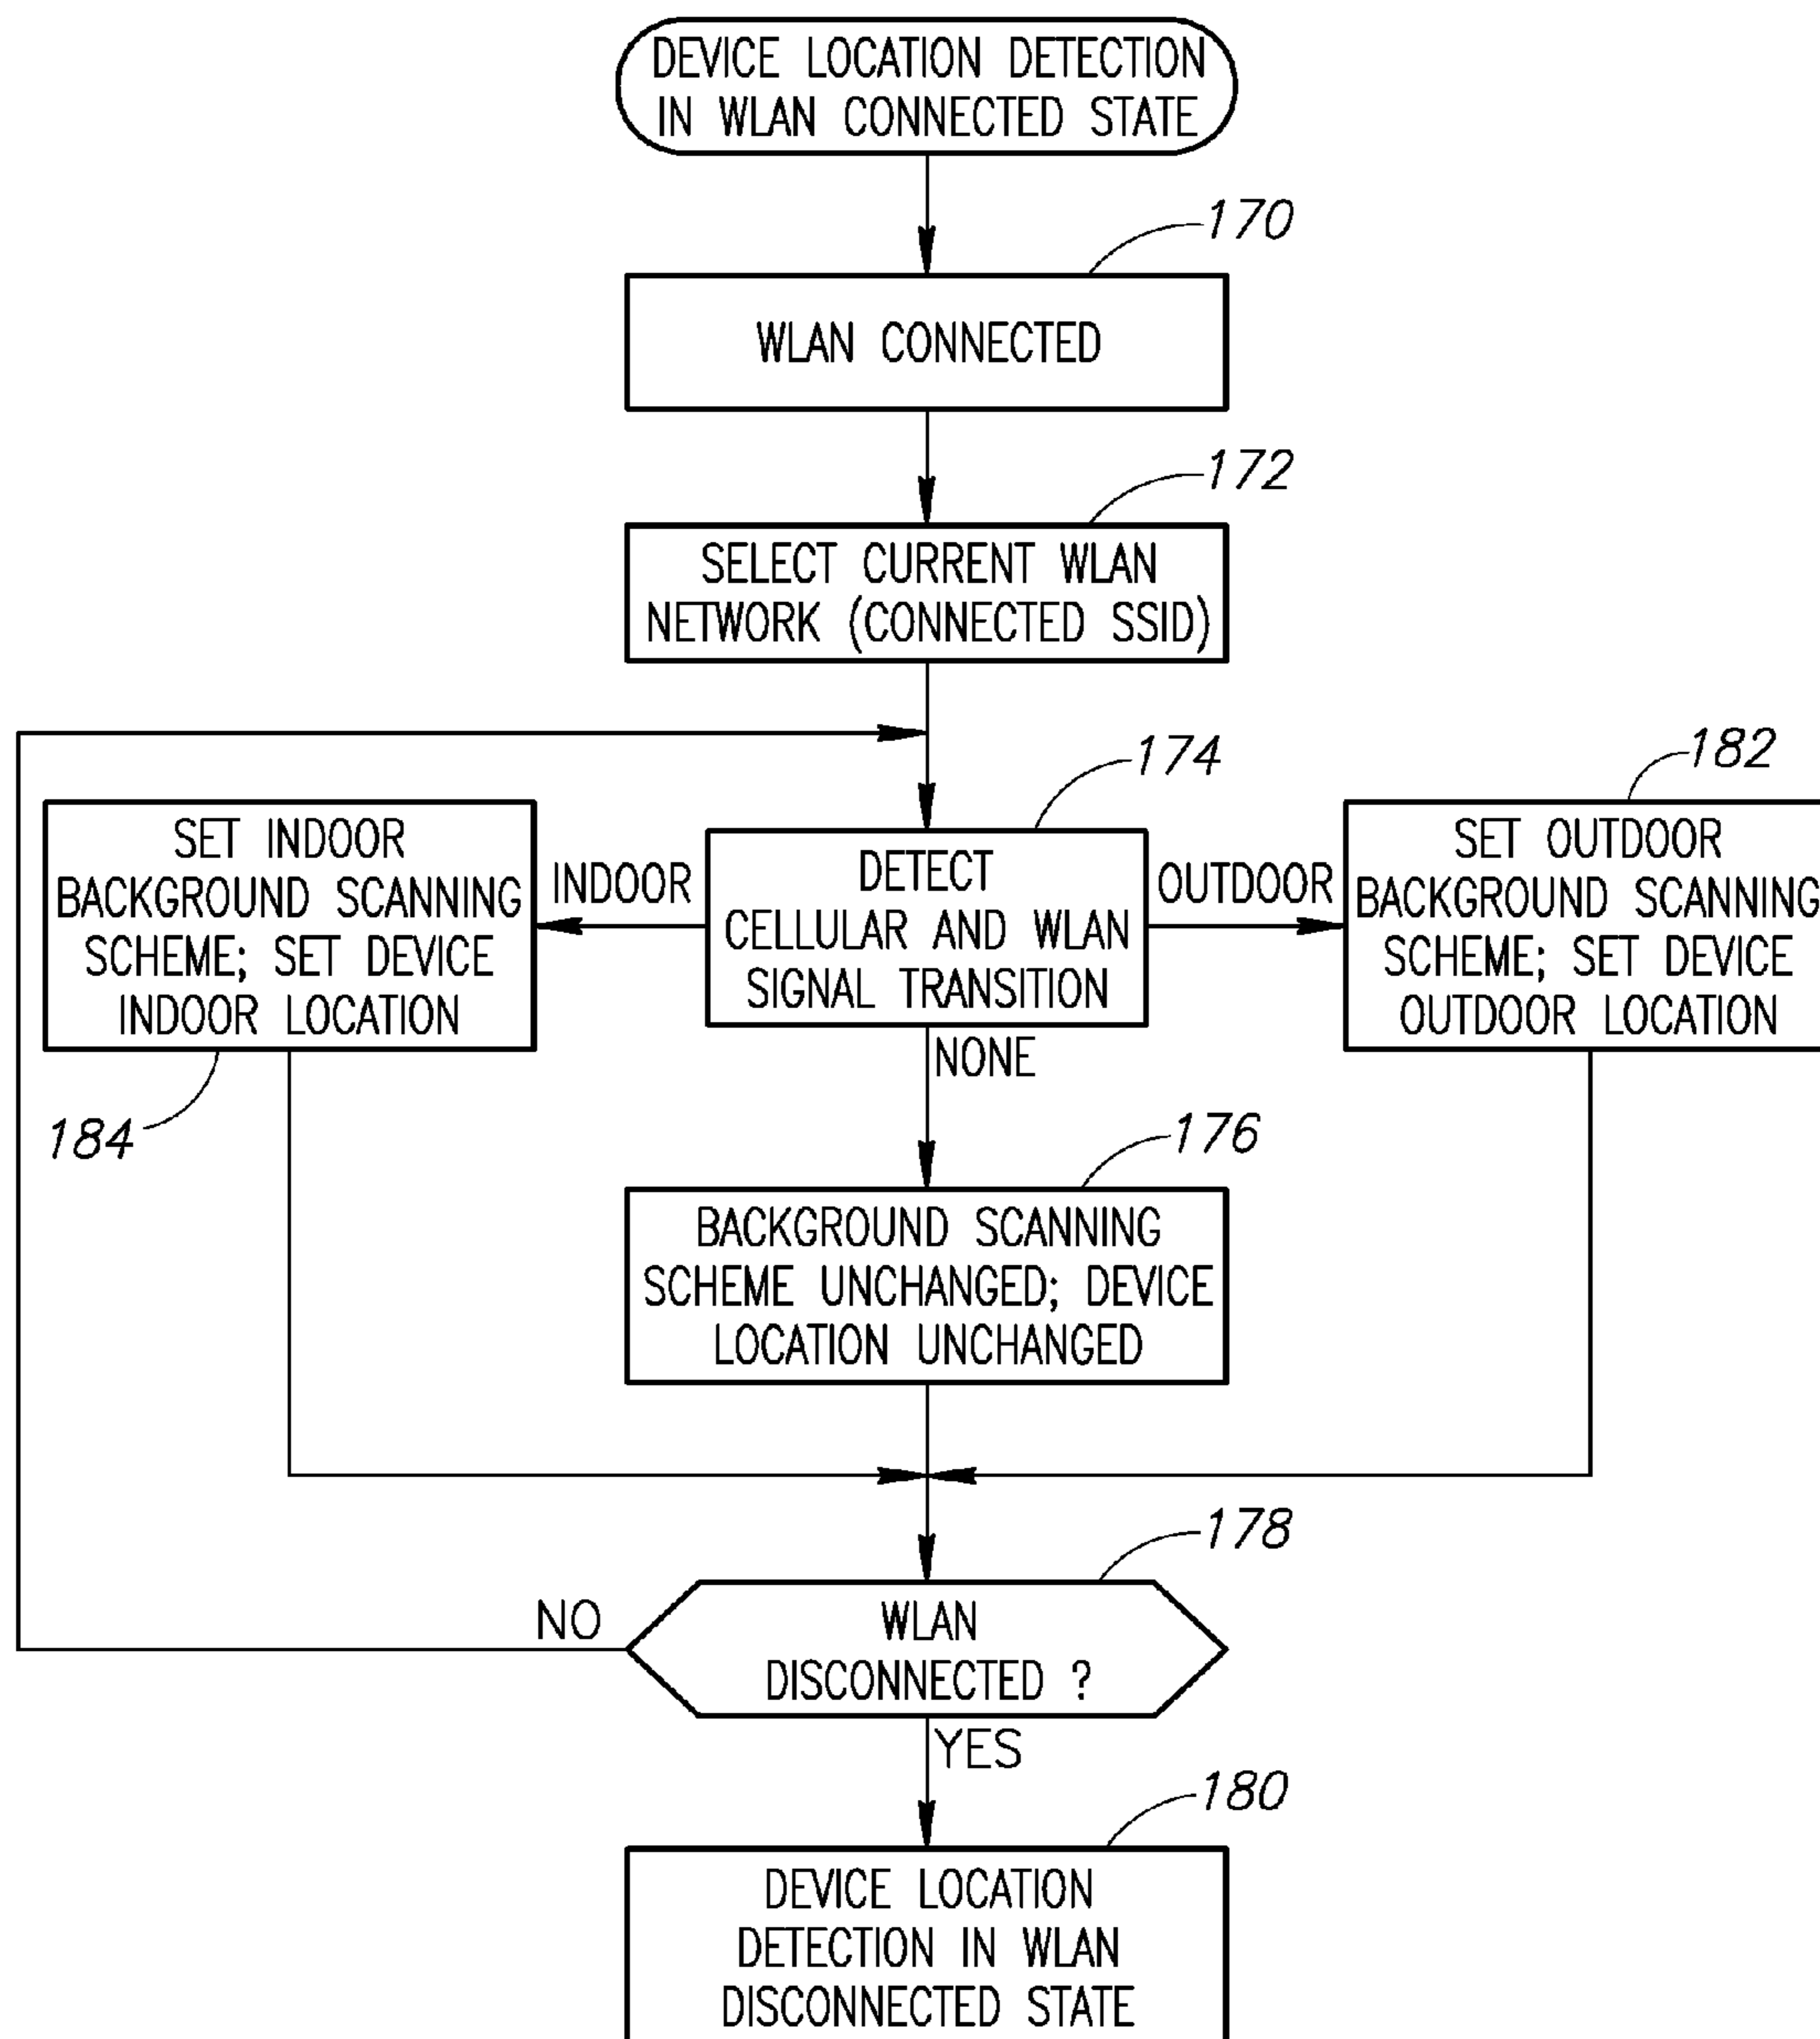 DEVICE LOCATION DETECTION
IN WLAN CONNECTED STATE
170
WLAN CONNECTED
172
SELECT CURRENT WLAN
NETWORK (CONNECTED SSID)
174
182
SET INDOOR
BACKGROUND SCANNING
SCHEME; SET DEVICE
INDOOR LOCATION
184
INDOOR
DETECT
CELLULAR AND WLAN
SIGNAL TRANSITION
OUTDOOR
SET OUTDOOR
BACKGROUND SCANNING
SCHEME; SET DEVICE
OUTDOOR LOCATION
NONE
176
BACKGROUND SCANNING
SCHEME UNCHANGED; DEVICE
LOCATION UNCHANGED
178
NO
WLAN
DISCONNECTED ?
YES
180
DEVICE LOCATION
DETECTION IN WLAN
DISCONNECTED STATE